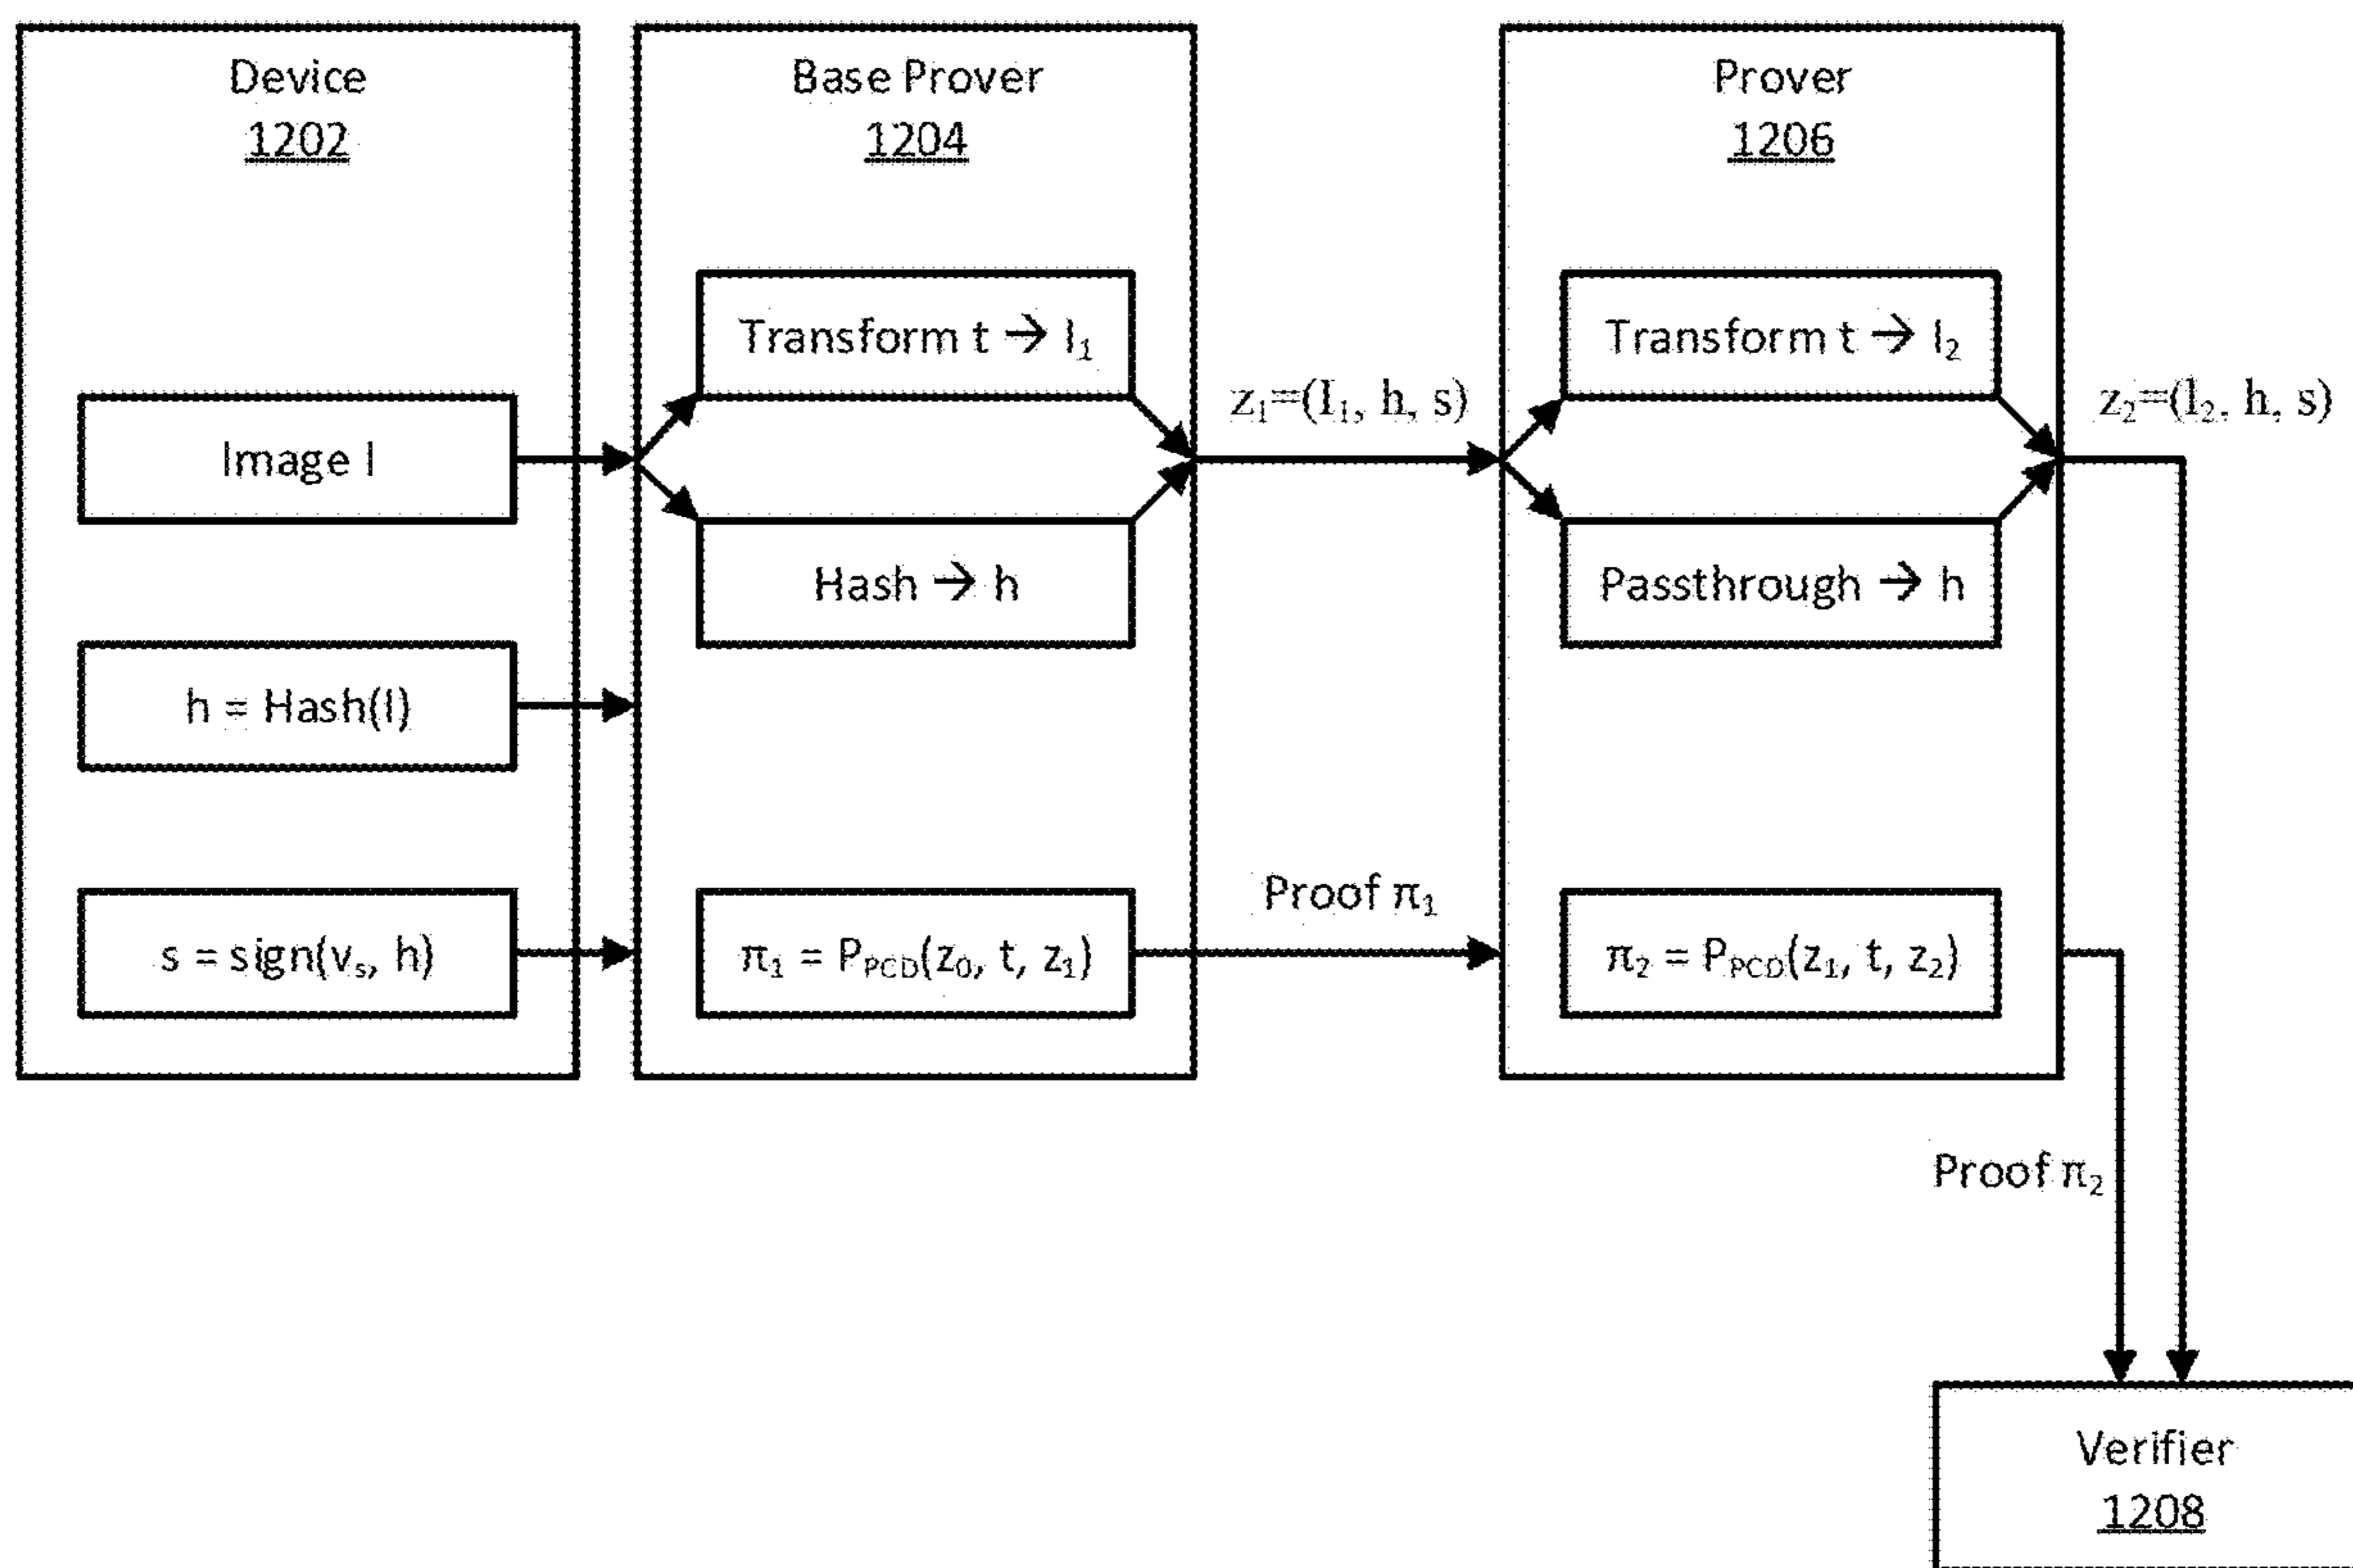 Device
1202
Image I
h = Hash(I)
s = sign(vₛ, h)
Base Prover
1204
Transform t → I₁
Hash → h
π₁ = P_PCD(z₀, t, z₁)
z₁=(I₁, h, s)
Proof π₁
Prover
1206
Transform t → I₂
Passthrough → h
π₂ = P_PCD(z₁, t, z₂)
z₂=(I₂, h, s)
Proof π₂
Verifier
1208